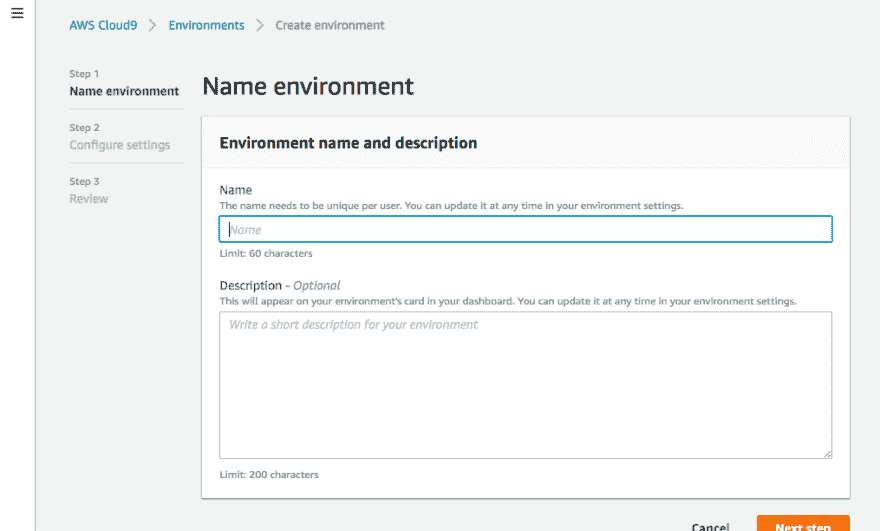 AWS Cloud9 > Environments > Create environment
Step 1
Name environment
Step 2
Configure settings
Step 3
Review
Name environment
Environment name and description
Name
The name needs to be unique per user. You can update it at any time in your environment settings.
Name
Limit: 60 characters
Description - Optional
This will appear on your environment's card in your dashboard. You can update it at any time in your environment settings.
Write a short description for your environment
Limit: 200 characters
Cancel
Next step